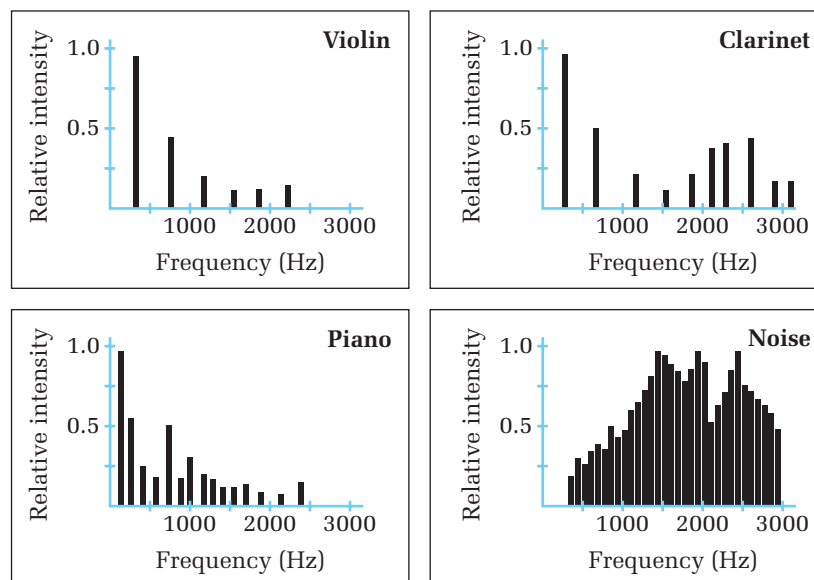 Violin
Relative intensity
1.0
0.5
1000 2000 3000
Frequency (Hz)
Clarinet
Relative intensity
1.0
0.5
1000 2000 3000
Frequency (Hz)
Piano
Relative intensity
1.0
0.5
1000 2000 3000
Frequency (Hz)
Noise
Relative intensity
1.0
0.5
1000 2000 3000
Frequency (Hz)